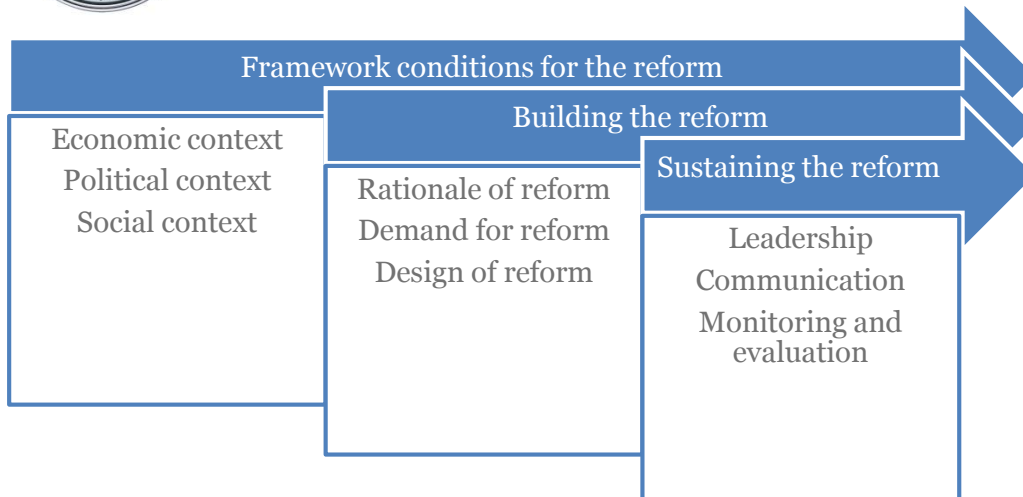 Framework conditions for the reform
Economic context
Political context
Social context
Building the reform
Rationale of reform
Demand for reform
Design of reform
Sustaining the reform
Leadership
Communication
Monitoring and
evaluation